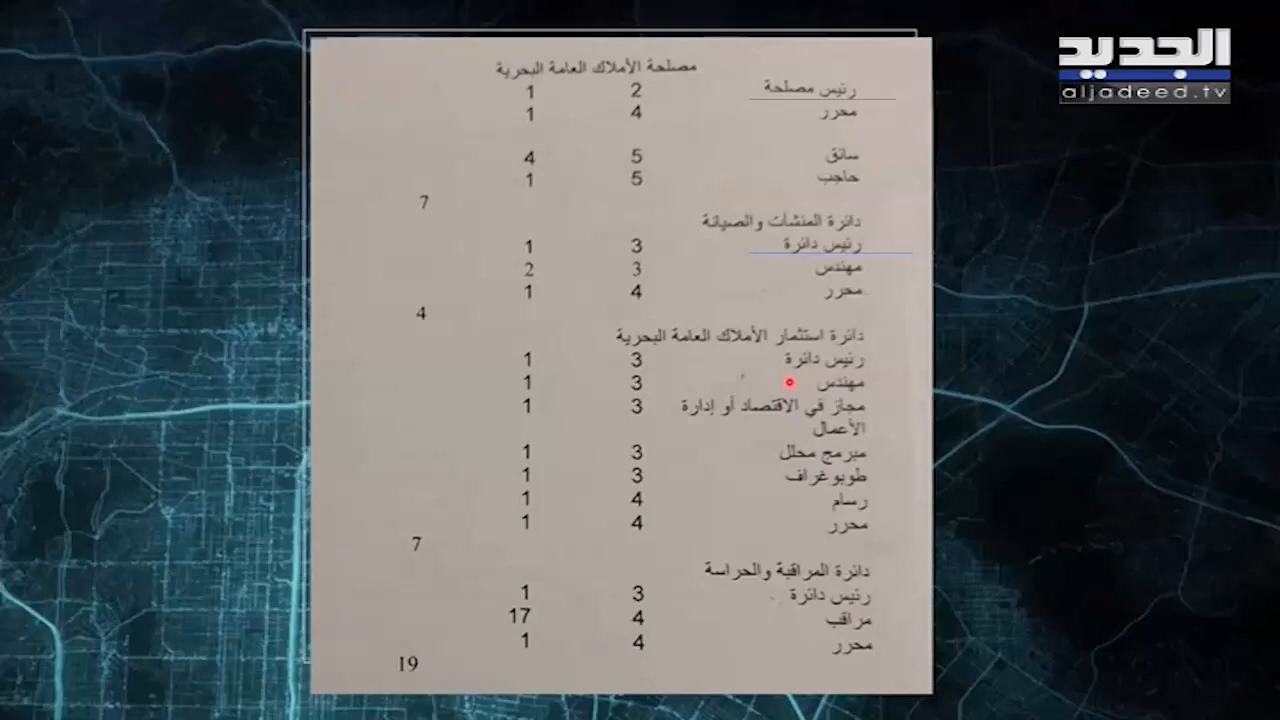 الجديد
aljadeed.tv
مصلحة الأملاك العامة البحرية
رئيس مصلحة 2 1
محرر 4 1
سائق 5 4
حاجب 5 1
7
دائرة المنشآت والصيانة
رئيس دائرة 3 1
مهندس 3 2
محرر 4 1
4
دائرة استثمار الأملاك العامة البحرية
رئيس دائرة 3 1
مهندس 3 1
مجاز في الاقتصاد أو إدارة 3 1
الأعمال
مبرمج محلل 3 1
طوبوغراف 3 1
رسام 4 1
محرر 4 1
7
دائرة المراقبة والحراسة
رئيس دائرة 3 1
مراقب 4 17
محرر 4 1
19